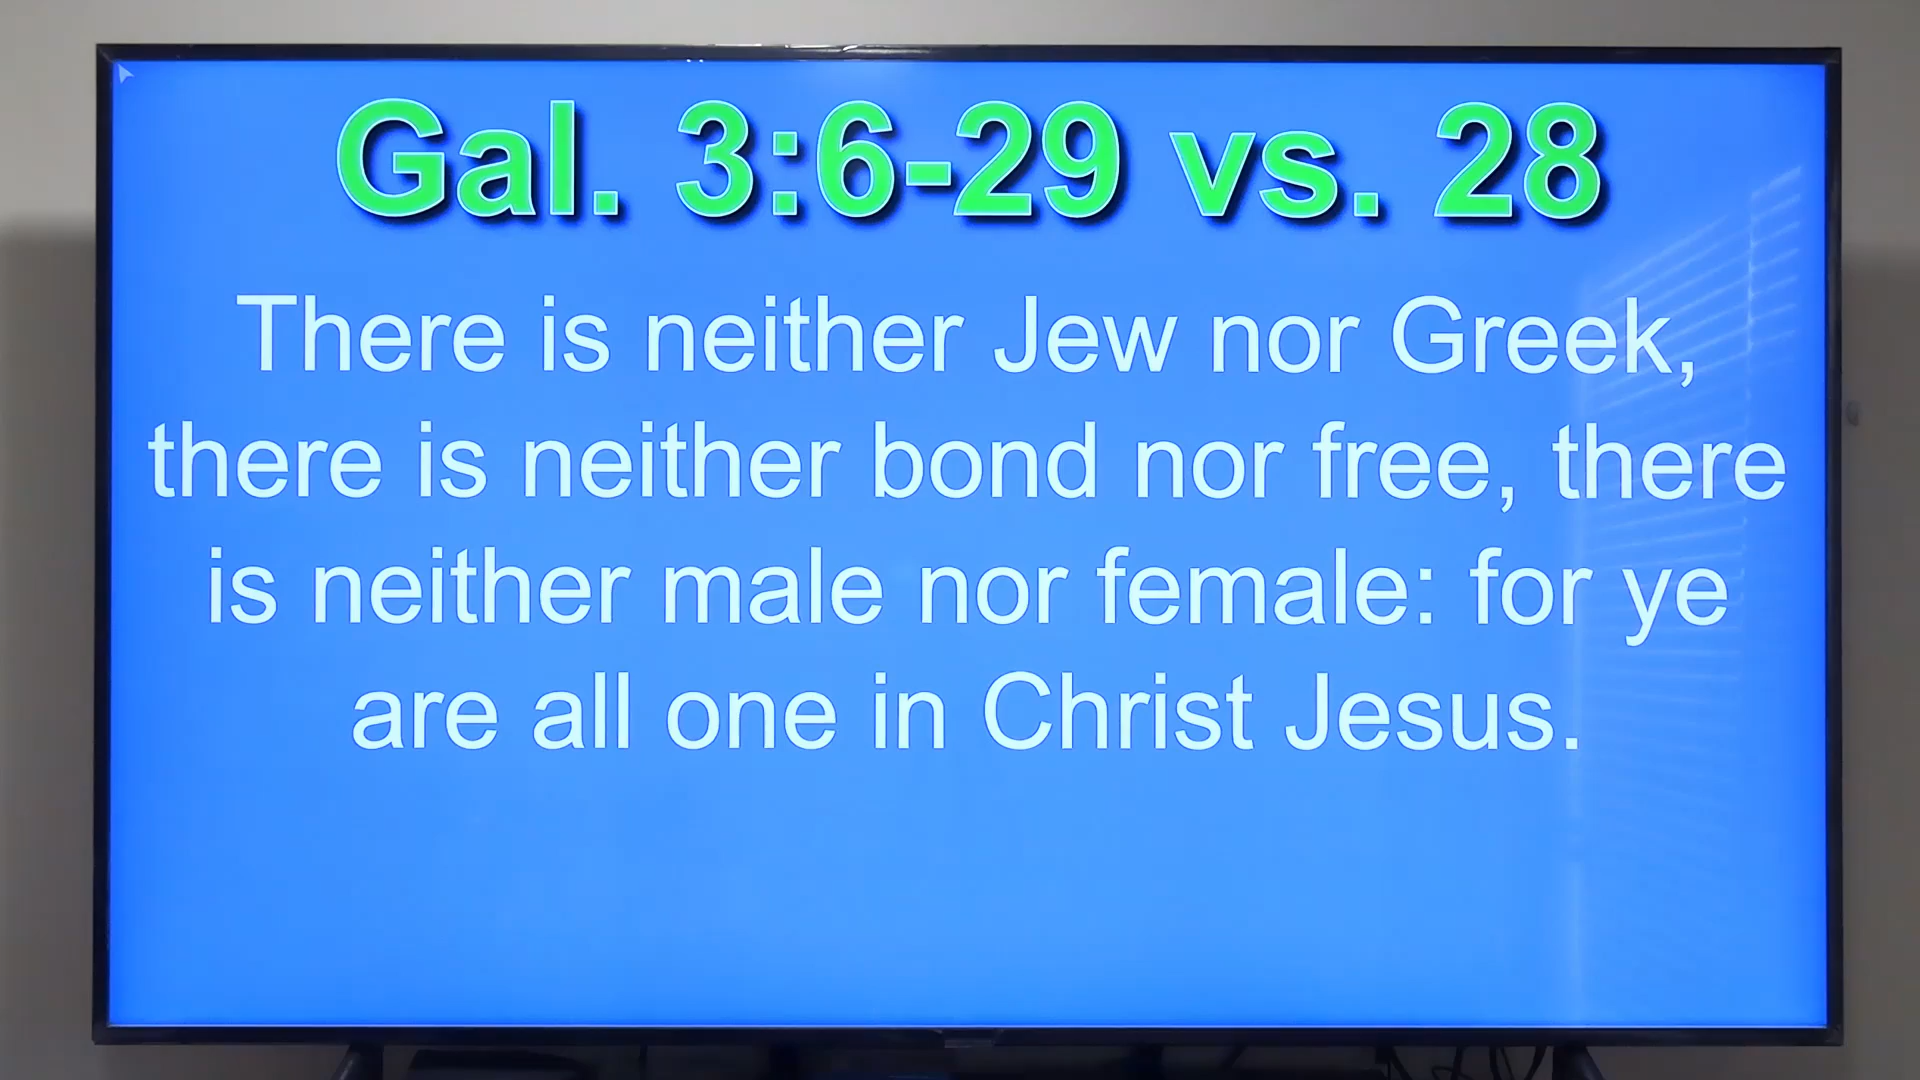 Gal. 3:6-29 vs. 28
There is neither Jew nor Greek,
there is neither bond nor free, there
is neither male nor female: for ye
are all one in Christ Jesus.